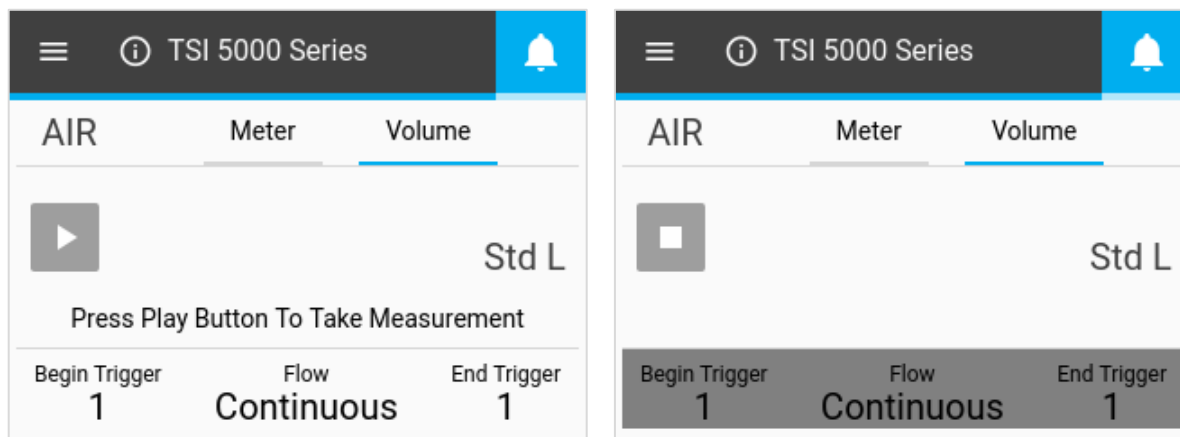 TSI 5000 Series
AIR Meter Volume
Std L
Press Play Button To Take Measurement
Begin Trigger Flow End Trigger
1 Continuous 1
TSI 5000 Series
AIR Meter Volume
Std L
Begin Trigger Flow End Trigger
1 Continuous 1